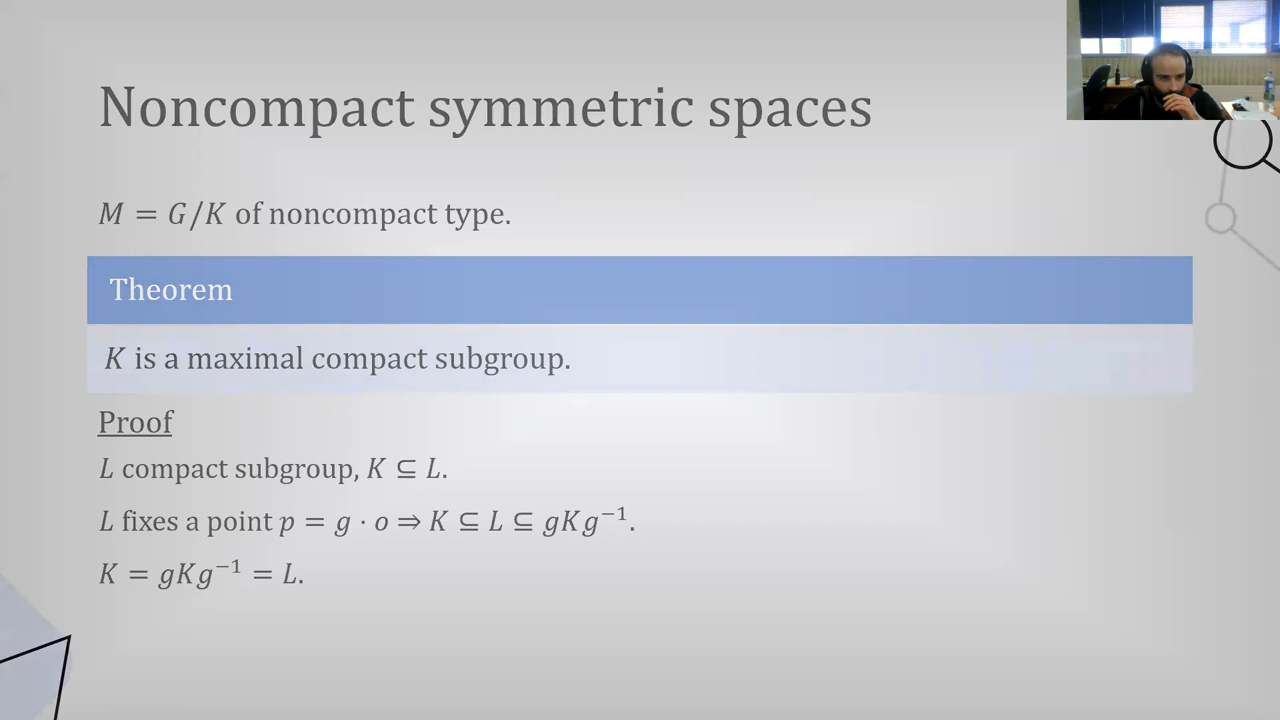 Noncompact symmetric spaces
M = G/K of noncompact type.
Theorem
K is a maximal compact subgroup.
Proof
L compact subgroup, K ⊆ L.
L fixes a point p = g · o ⇒ K ⊆ L ⊆ gKg⁻¹.
K = gKg⁻¹ = L.